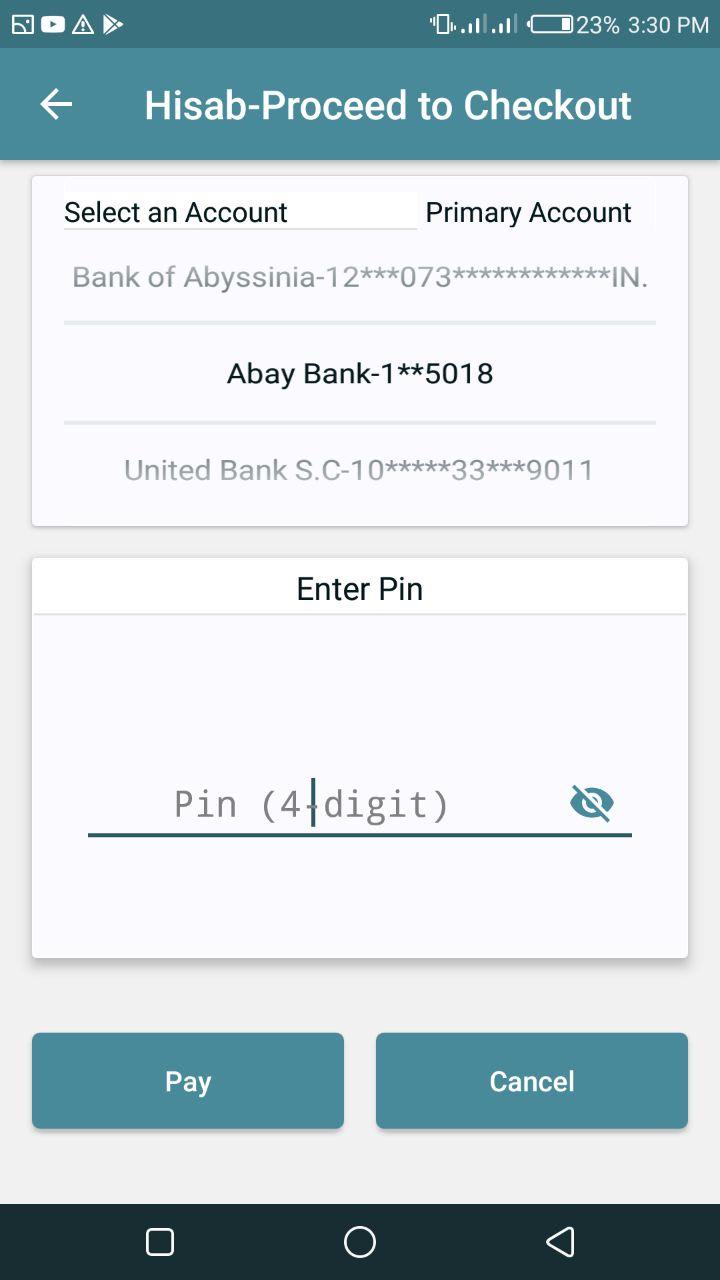 23% 3:30 PM
Hisab-Proceed to Checkout
Select an Account Primary Account
Bank of Abyssinia-12***073************IN.
Abay Bank-1**5018
United Bank S.C-10*****33***9011
Enter Pin
Pin (4-digit)
Pay Cancel